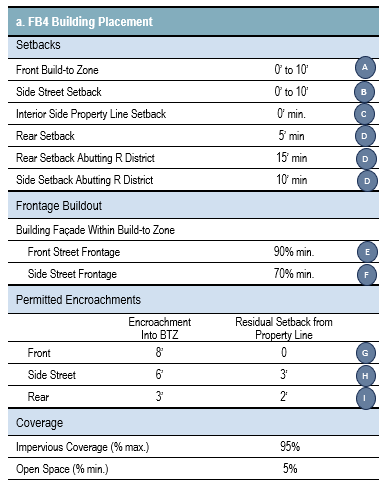 a. FB4 Building Placement
Setbacks
Front Build-to Zone 0’ to 10’ A
Side Street Setback 0’ to 10’ B
Interior Side Property Line Setback 0’ min. C
Rear Setback 5’ min D
Rear Setback Abutting R District 15’ min D
Side Setback Abutting R District 10’ min D
Frontage Buildout
Building Façade Within Build-to Zone
Front Street Frontage 90% min. E
Side Street Frontage 70% min. F
Permitted Encroachments
Encroachment Residual Setback from
Into BTZ Property Line
Front 8’ 0 G
Side Street 6’ 3’ H
Rear 3’ 2’ I
Coverage
Impervious Coverage (% max.) 95%
Open Space (% min.) 5%